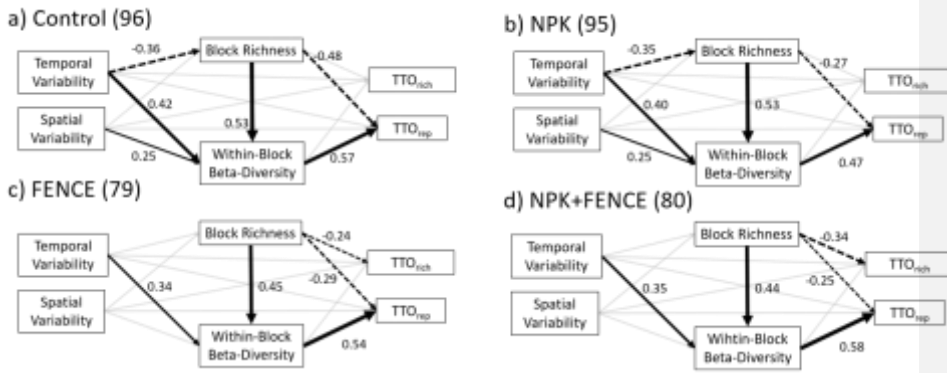 a) Control (96)
-0.36
Block Richness
-0.48
Temporal
Variability
TTOrich
0.42
Spatial
Variability
0.53
TTOrep
0.25
Within-Block
Beta-Diversity
0.57
b) NPK (95)
-0.35
Block Richness
-0.27
Temporal
Variability
TTOrich
0.40
0.53
Spatial
Variability
TTOrep
0.25
Within-Block
Beta-Diversity
0.47
c) FENCE (79)
Block Richness
-0.24
Temporal
Variability
TTOrich
-0.29
0.34
0.45
Spatial
Variability
TTOrep
Within-Block
Beta-Diversity
0.54
d) NPK+FENCE (80)
Block Richness
-0.34
Temporal
Variability
TTOrich
-0.25
0.35
0.44
Spatial
Variability
TTOrep
Wihtin-Block
Beta-Diversity
0.58